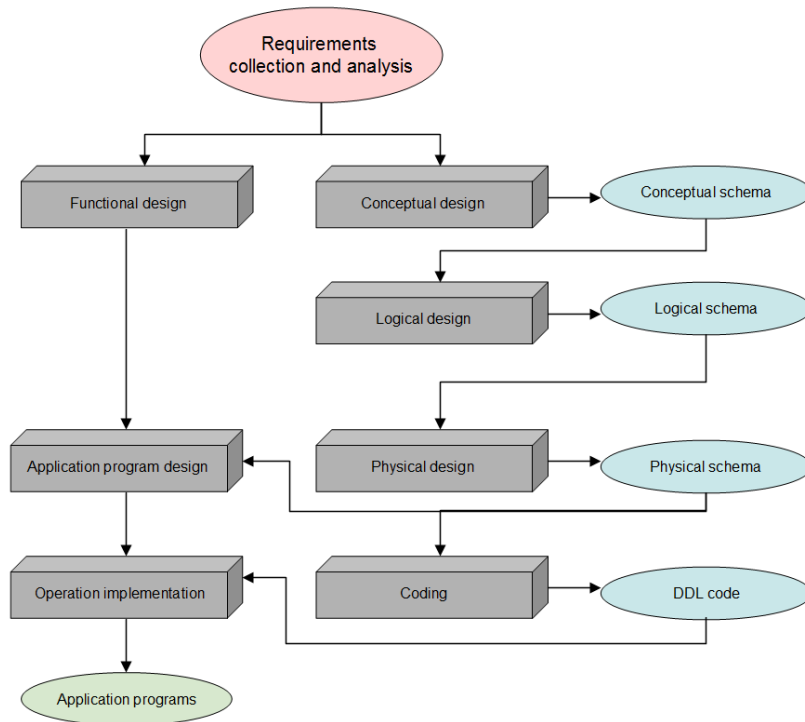 Requirements
collection and analysis
Functional design
Conceptual design
Conceptual schema
Logical design
Logical schema
Application program design
Physical design
Physical schema
Operation implementation
Coding
DDL code
Application programs